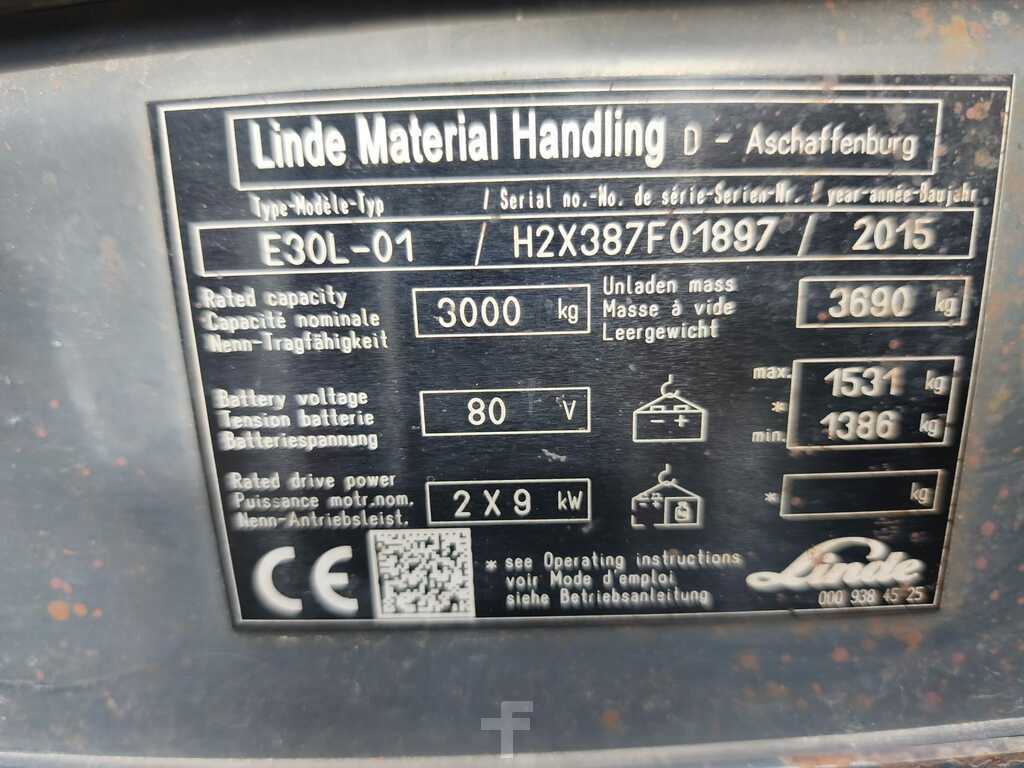 Linde Material Handling D - Aschaffenburg
Type-Modèle-Typ / Serial no.-No. de série-Serien-Nr. / year-année-Baujahr
E30L-01 / H2X387F01897 / 2015
Rated capacity
Capacité nominale
Nenn-Tragfähigkeit
3000 kg
Unladen mass
Masse à vide
Leergewicht
3690 kg
Battery voltage
Tension batterie
Batteriespannung
80 V
- +
max. 1531 kg
*
min. 1386 kg
Rated drive power
Puissance motr.nom.
Nenn-Antriebsleist.
2 X 9 kW
* kg
CE
* see Operating instructions
voir Mode d'emploi
siehe Betriebsanleitung
Linde
000 938 45 25